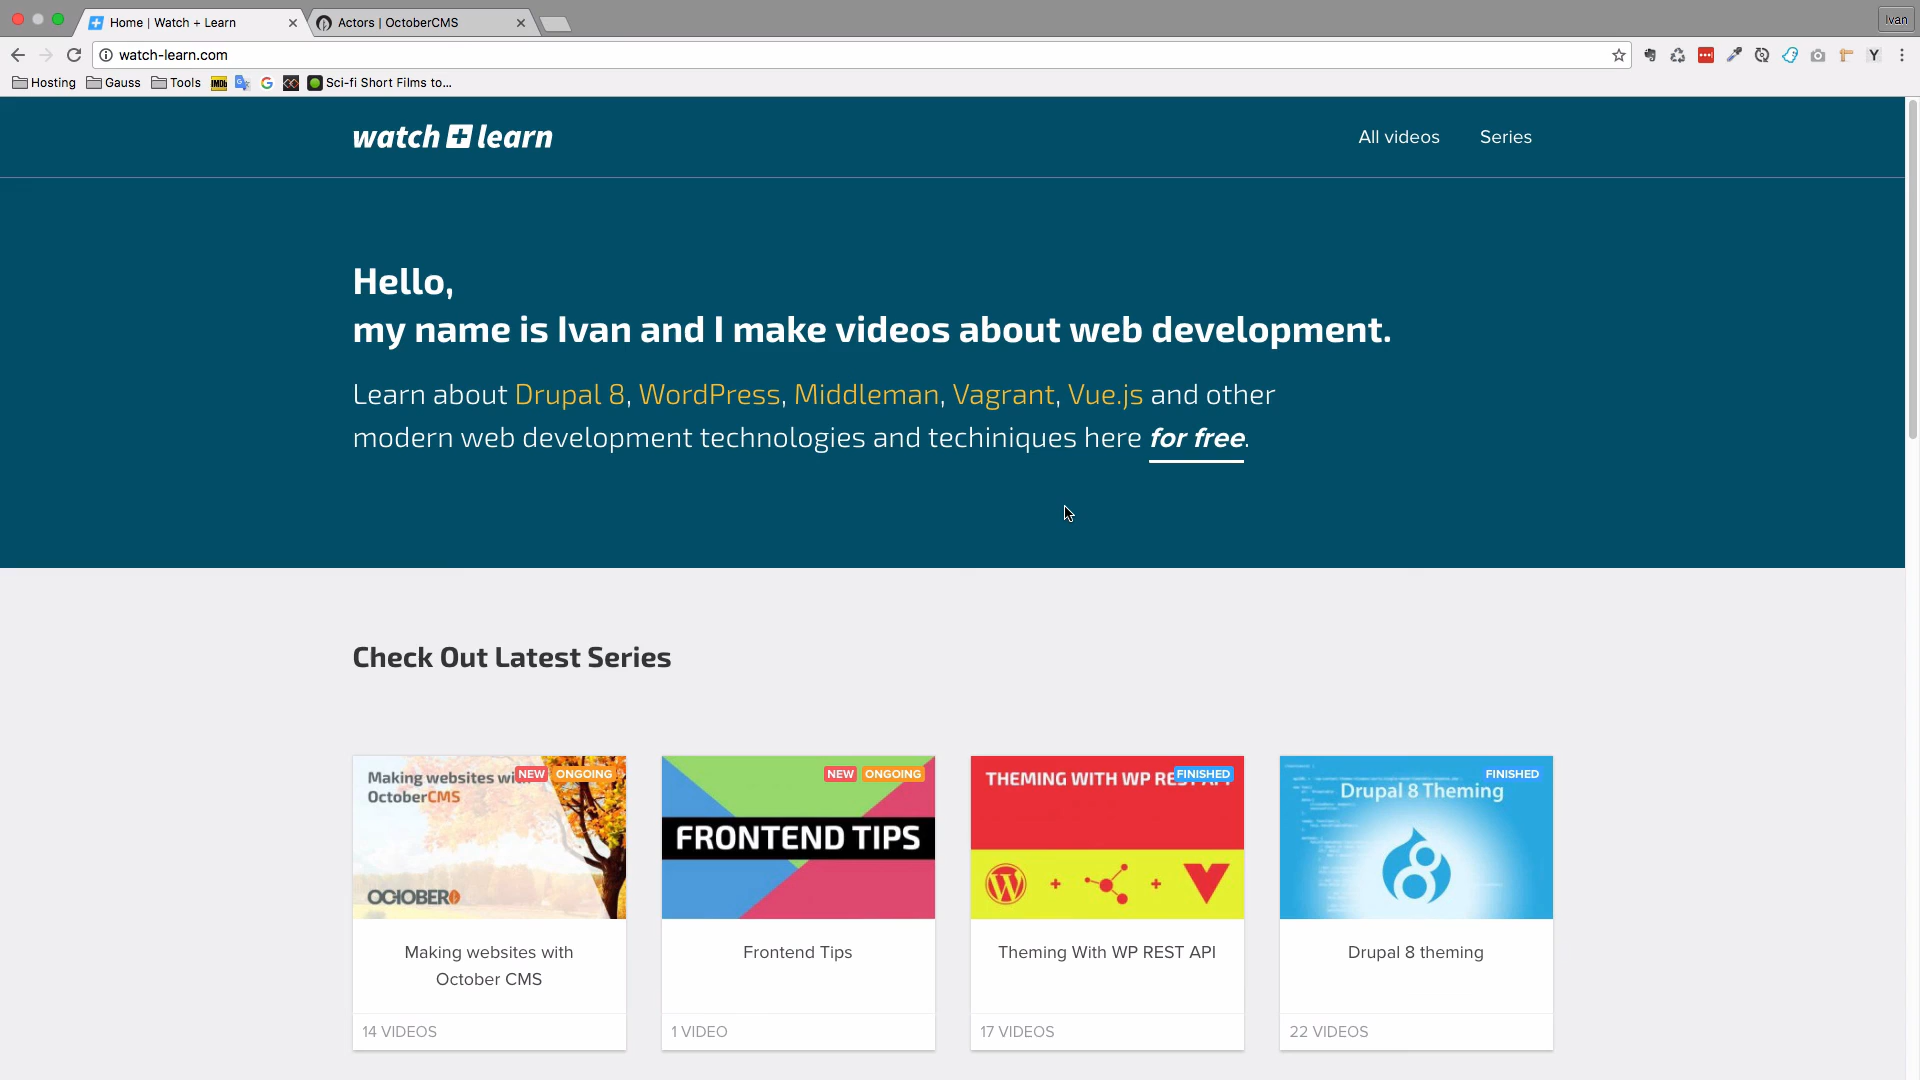 Home | Watch + Learn
Actors | OctoberCMS
Ivan
watch-learn.com
Hosting
Gauss
Tools
IMDb
Sci-fi Short Films to...
watch learn
All videos
Series
Hello,
my name is Ivan and I make videos about web development.
Learn about Drupal 8, WordPress, Middleman, Vagrant, Vue.js and other
modern web development technologies and techiniques here for free.
Check Out Latest Series
Making websites wi
NEW
ONGOING
OctoberCMS
OCTOBER
NEW
ONGOING
FRONTEND TIPS
THEMING WITH WP REST API
FINISHED
FINISHED
Drupal 8 Theming
Making websites with
October CMS
Frontend Tips
Theming With WP REST API
Drupal 8 theming
14 VIDEOS
1 VIDEO
17 VIDEOS
22 VIDEOS